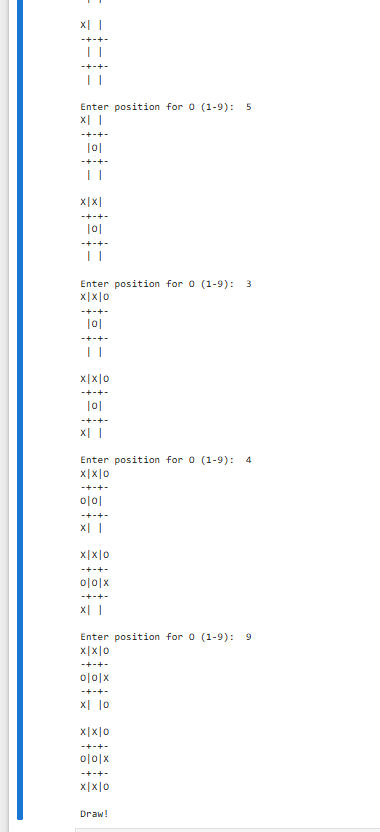 X| |
-+-+-
 | |
-+-+-
 | |
Enter position for O (1-9):  5
X| |
-+-+-
 |O|
-+-+-
 | |
X|X|
-+-+-
 |O|
-+-+-
 | |
Enter position for O (1-9):  3
X|X|O
-+-+-
 |O|
-+-+-
 | |
X|X|O
-+-+-
 |O|
-+-+-
X| |
Enter position for O (1-9):  4
X|X|O
-+-+-
O|O|
-+-+-
X| |
X|X|O
-+-+-
O|O|X
-+-+-
X| |
Enter position for O (1-9):  9
X|X|O
-+-+-
O|O|X
-+-+-
X| |O
X|X|O
-+-+-
O|O|X
-+-+-
X|X|O
Draw!